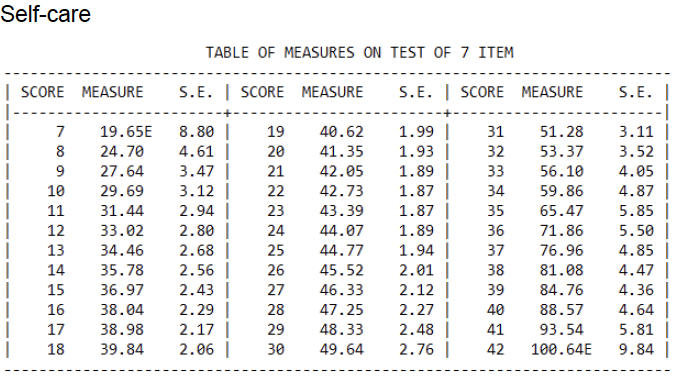 Self-care
TABLE OF MEASURES ON TEST OF 7 ITEM
--------------------------------------------------------------------------
| SCORE  MEASURE    S.E. | SCORE  MEASURE    S.E. | SCORE  MEASURE    S.E. |
|------------------------+------------------------+------------------------|
|     7    19.65E  8.80 |    19    40.62   1.99 |    31    51.28   3.11 |
|     8    24.70   4.61 |    20    41.35   1.93 |    32    53.37   3.52 |
|     9    27.64   3.47 |    21    42.05   1.89 |    33    56.10   4.05 |
|    10    29.69   3.12 |    22    42.73   1.87 |    34    59.86   4.87 |
|    11    31.44   2.94 |    23    43.39   1.87 |    35    65.47   5.85 |
|    12    33.02   2.80 |    24    44.07   1.89 |    36    71.86   5.50 |
|    13    34.46   2.68 |    25    44.77   1.94 |    37    76.96   4.85 |
|    14    35.78   2.56 |    26    45.52   2.01 |    38    81.08   4.47 |
|    15    36.97   2.43 |    27    46.33   2.12 |    39    84.76   4.36 |
|    16    38.04   2.29 |    28    47.25   2.27 |    40    88.57   4.64 |
|    17    38.98   2.17 |    29    48.33   2.48 |    41    93.54   5.81 |
|    18    39.84   2.06 |    30    49.64   2.76 |    42   100.64E  9.84 |
--------------------------------------------------------------------------